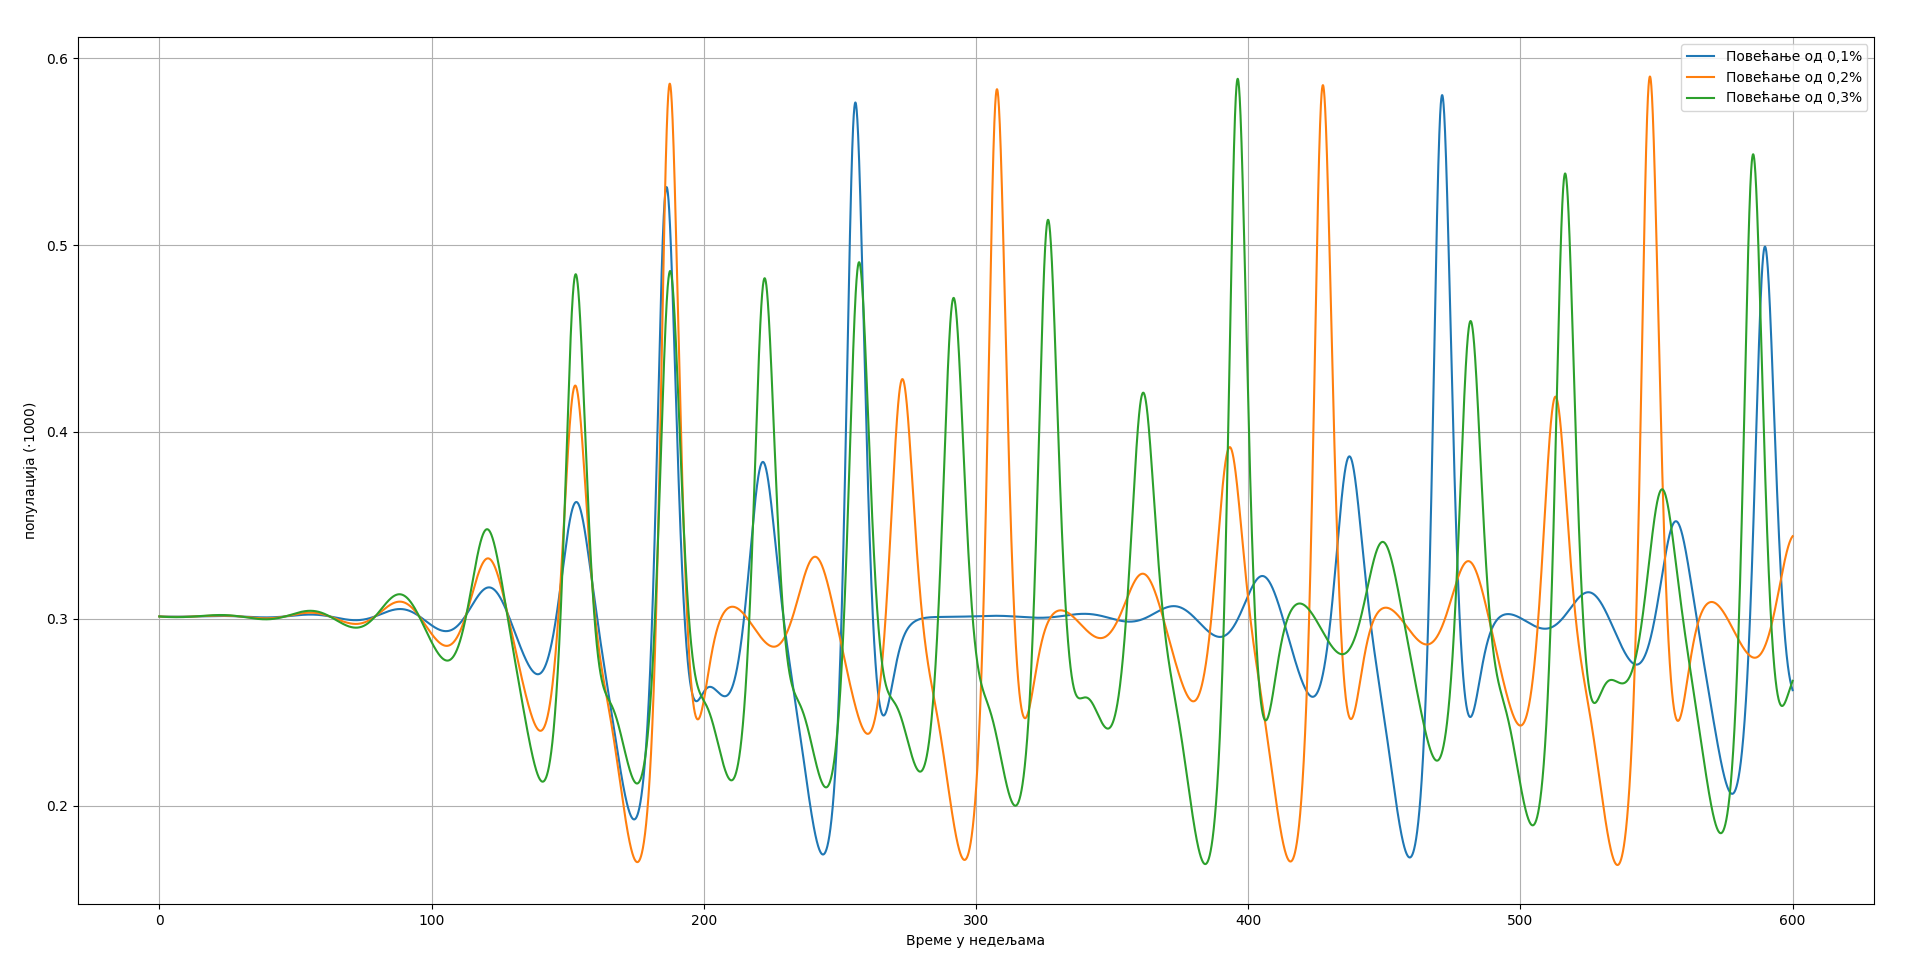 Повећање од 0,1%
Повећање од 0,2%
Повећање од 0,3%
0.6
0.5
0.4
0.3
0.2
популација (·1000)
0 100 200 300 400 500 600
Време у недељама